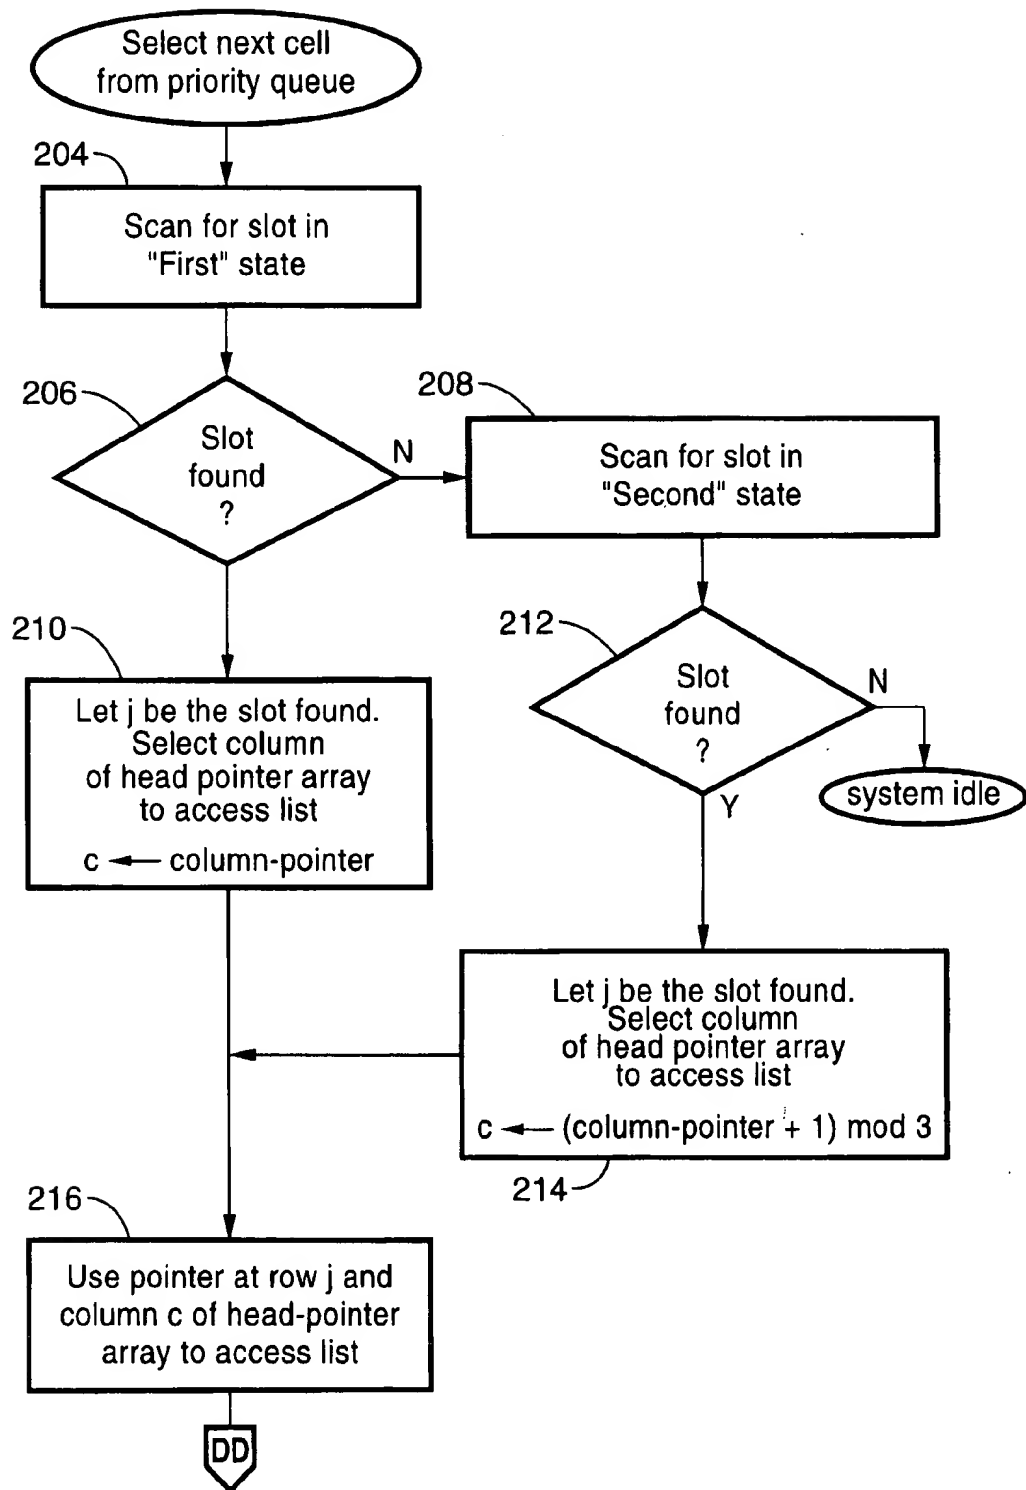 Select next cell
from priority queue
204
Scan for slot in
"First" state
206
Slot
found
?
N
208
Scan for slot in
"Second" state
210
Let j be the slot found.
Select column
of head pointer array
to access list
c ← column-pointer
212
Slot
found
?
N
Y
system idle
Let j be the slot found.
Select column
of head pointer array
to access list
c ← (column-pointer + 1) mod 3
214
216
Use pointer at row j and
column c of head-pointer
array to access list
DD